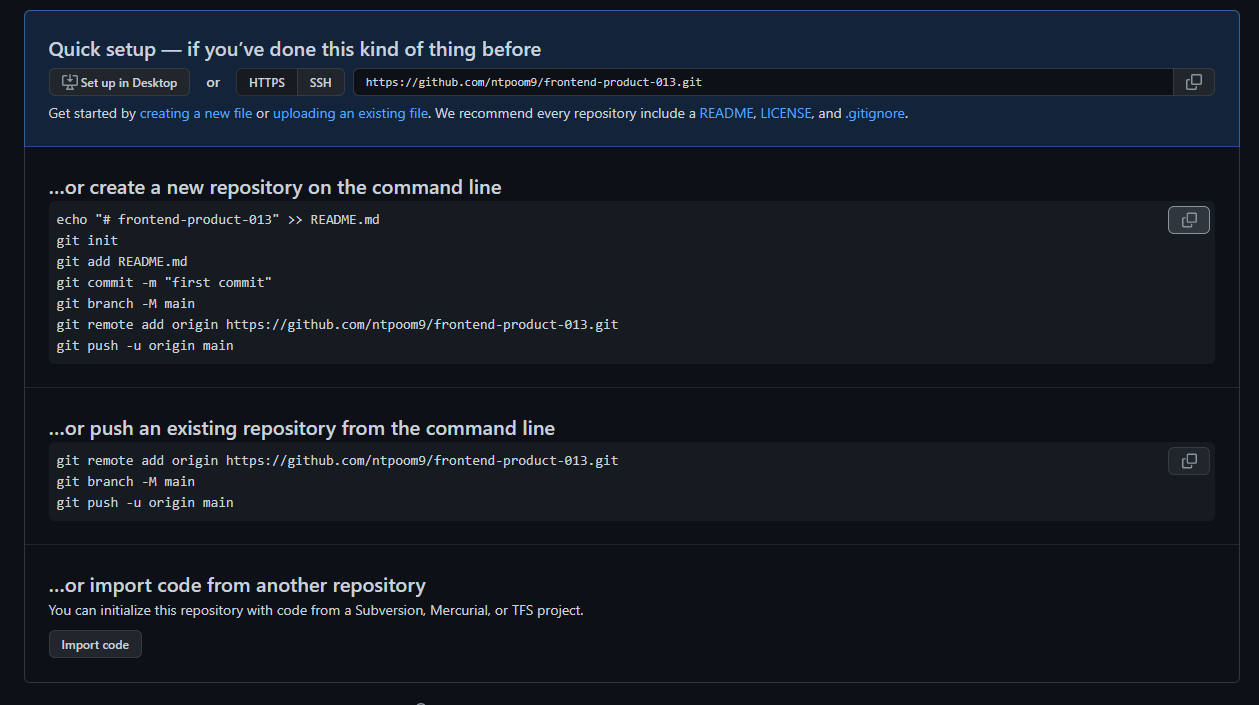 Quick setup — if you’ve done this kind of thing before
Set up in Desktop or HTTPS SSH https://github.com/ntpoom9/frontend-product-013.git
Get started by creating a new file or uploading an existing file. We recommend every repository include a README, LICENSE, and .gitignore.
…or create a new repository on the command line
echo "# frontend-product-013" >> README.md
git init
git add README.md
git commit -m "first commit"
git branch -M main
git remote add origin https://github.com/ntpoom9/frontend-product-013.git
git push -u origin main
…or push an existing repository from the command line
git remote add origin https://github.com/ntpoom9/frontend-product-013.git
git branch -M main
git push -u origin main
…or import code from another repository
You can initialize this repository with code from a Subversion, Mercurial, or TFS project.
Import code